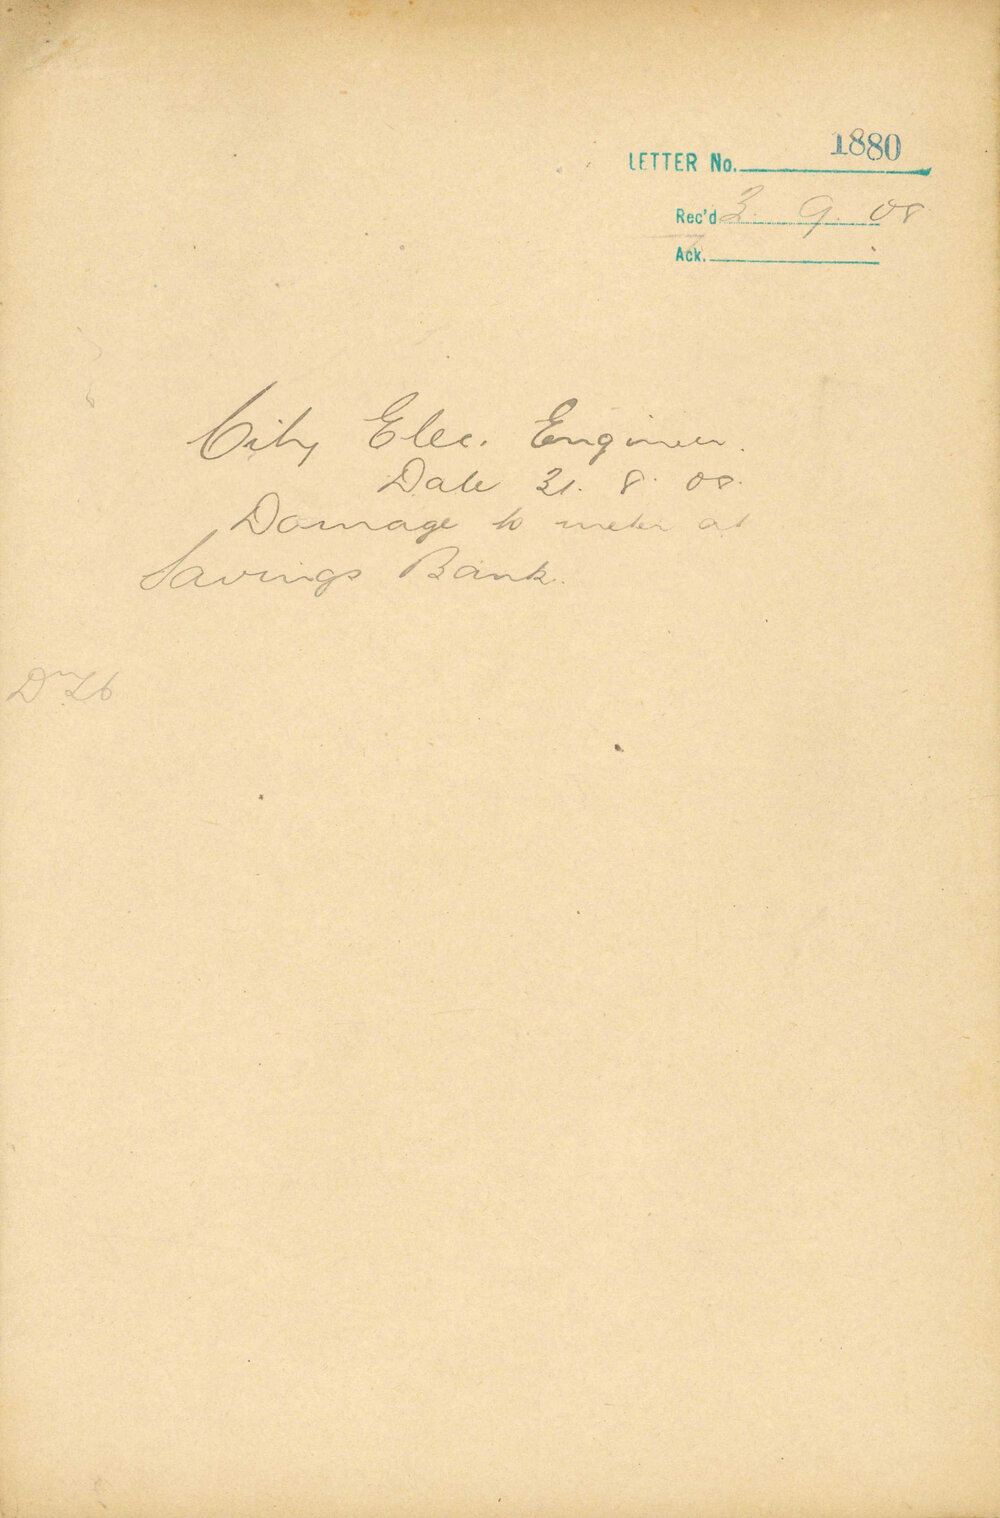 LETTER No. 1880
Rec'd 3. 9. 08
Ack.
City Elec. Engineer.
Date 31. 8. 08.
Damage to meter at
Savings Bank.